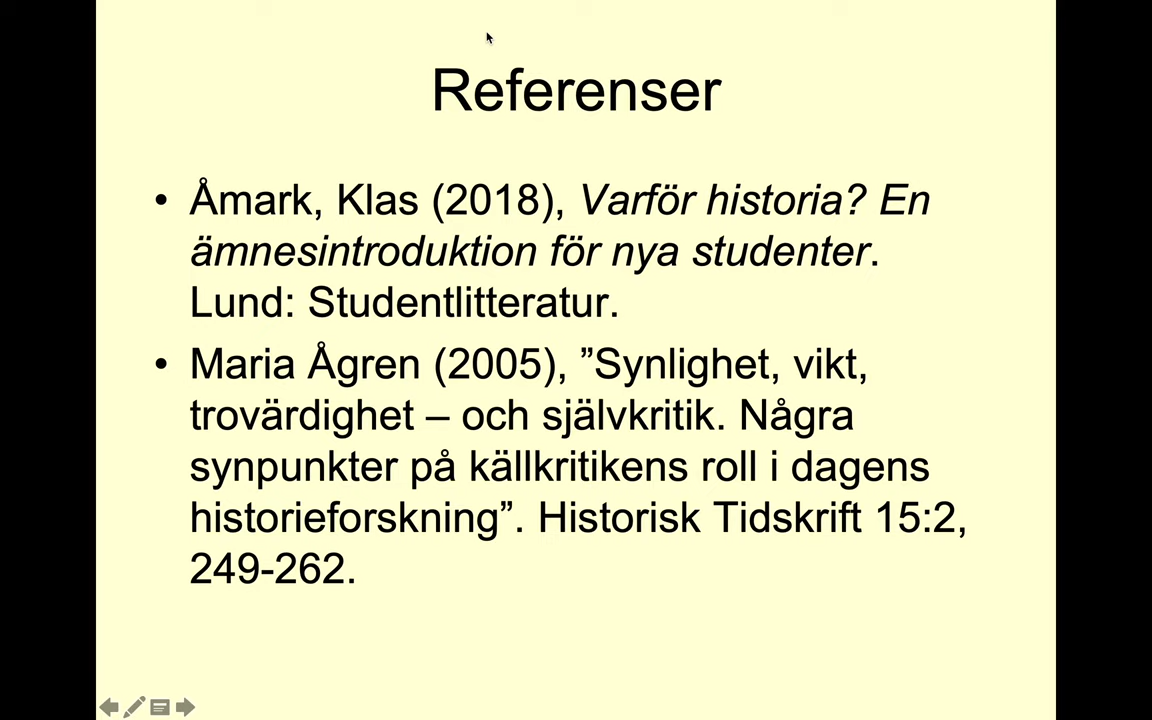 Referenser
• Åmark, Klas (2018), Varför historia? En
ämnesintroduktion för nya studenter.
Lund: Studentlitteratur.
• Maria Ågren (2005), ”Synlighet, vikt,
trovärdighet – och självkritik. Några
synpunkter på källkritikens roll i dagens
historieforskning”. Historisk Tidskrift 15:2,
249-262.